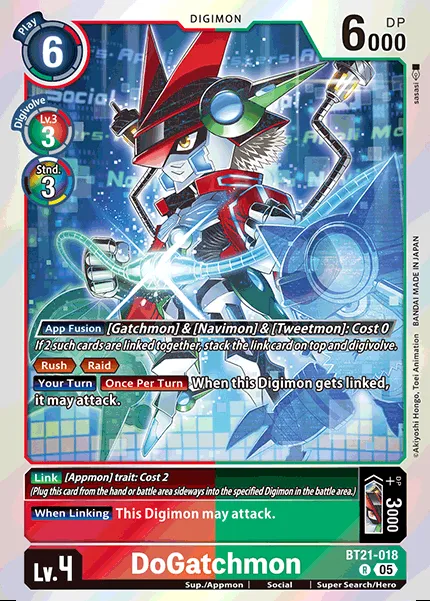 DIGIMON
Play
6
6000
DP
Digivolve
Lv.3
3
Stnd.
3
sasasi
Social
App Fusion [Gatchmon] & [Navimon] & [Tweetmon]: Cost 0
If 2 such cards are linked together, stack the link card on top and digivolve.
Rush Raid
Your Turn Once Per Turn When this Digimon gets linked,
it may attack.
©Akiyoshi Hongo, Toei Animation BANDAI MADE IN JAPAN
Link [Appmon] trait: Cost 2
(Plug this card from the hand or battle area sideways into the specified Digimon in the battle area.)
When Linking This Digimon may attack.
DP
+3000
Lv.4
DoGatchmon
BT21-018
R 05
Sup./Appmon | Social | Super Search/Hero